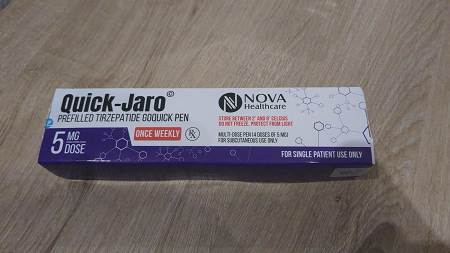 Quick-Jaro©
PREFILLED TIRZEPATIDE GOQUICK PEN
5 MG
DOSE
ONCE WEEKLY
Rx
N NOVA
Healthcare
STORE BETWEEN 2° AND 8° CELCIUS
DO NOT FREEZE, PROTECT FROM LIGHT
MULTI-DOSE PEN (4 DOSES OF 5 MG)
FOR SUBCUTANEOUS USE ONLY
FOR SINGLE PATIENT USE ONLY